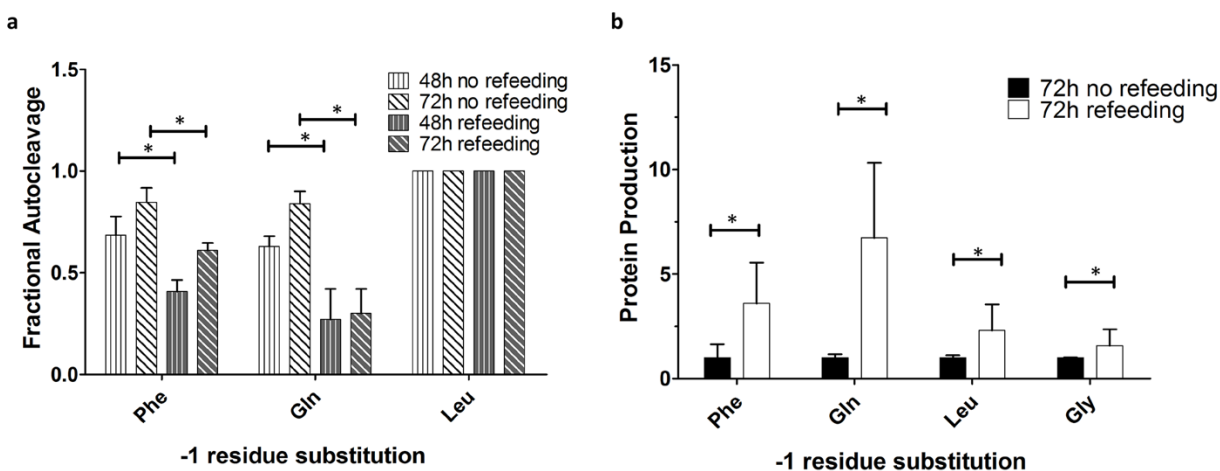 a
Fractional Autocleavage
1.5
1.0
0.5
0.0
48h no refeeding
72h no refeeding
48h refeeding
72h refeeding
*
*
*
*
Phe
Gln
Leu
-1 residue substitution
b
Protein Production
15
10
5
0
72h no refeeding
72h refeeding
*
*
*
*
Phe
Gln
Leu
Gly
-1 residue substitution